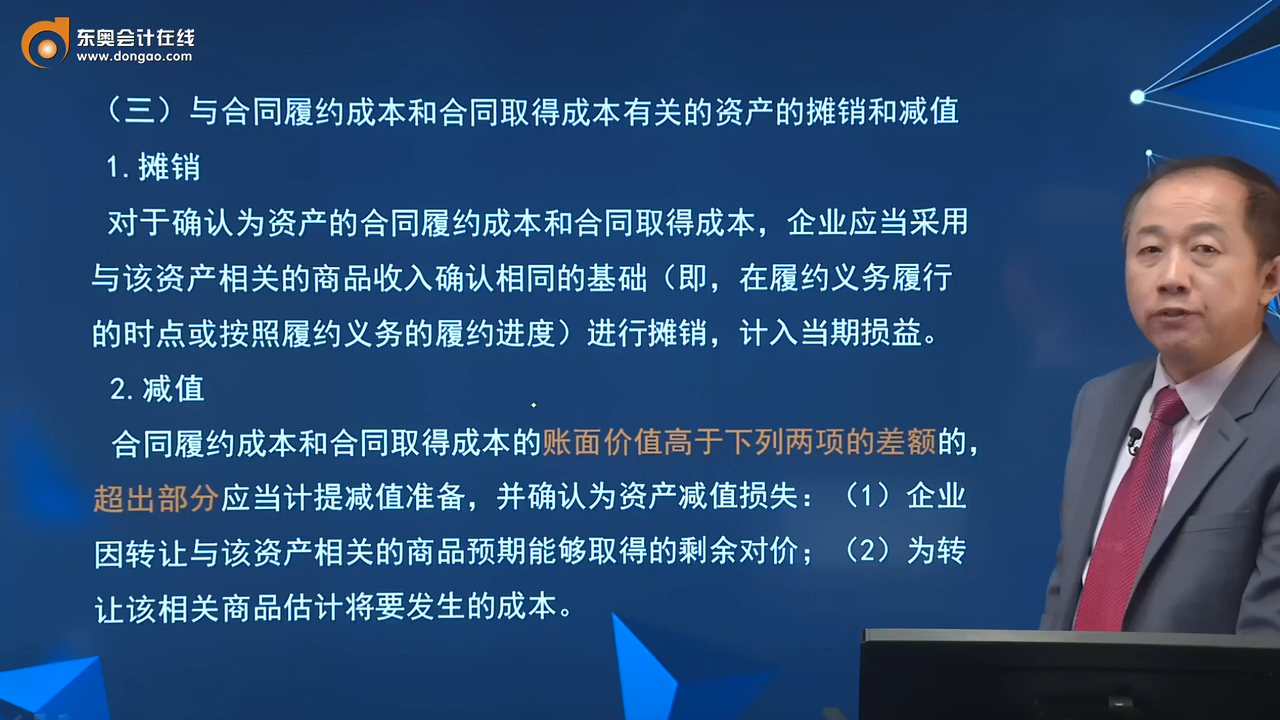 东奥会计在线
www.dongao.com
（三）与合同履约成本和合同取得成本有关的资产的摊销和减值
1.摊销
对于确认为资产的合同履约成本和合同取得成本，企业应当采用
与该资产相关的商品收入确认相同的基础（即，在履约义务履行
的时点或按照履约义务的履约进度）进行摊销，计入当期损益。
2.减值
合同履约成本和合同取得成本的账面价值高于下列两项的差额的，
超出部分应当计提减值准备，并确认为资产减值损失：（1）企业
因转让与该资产相关的商品预期能够取得的剩余对价；（2）为转
让该相关商品估计将要发生的成本。